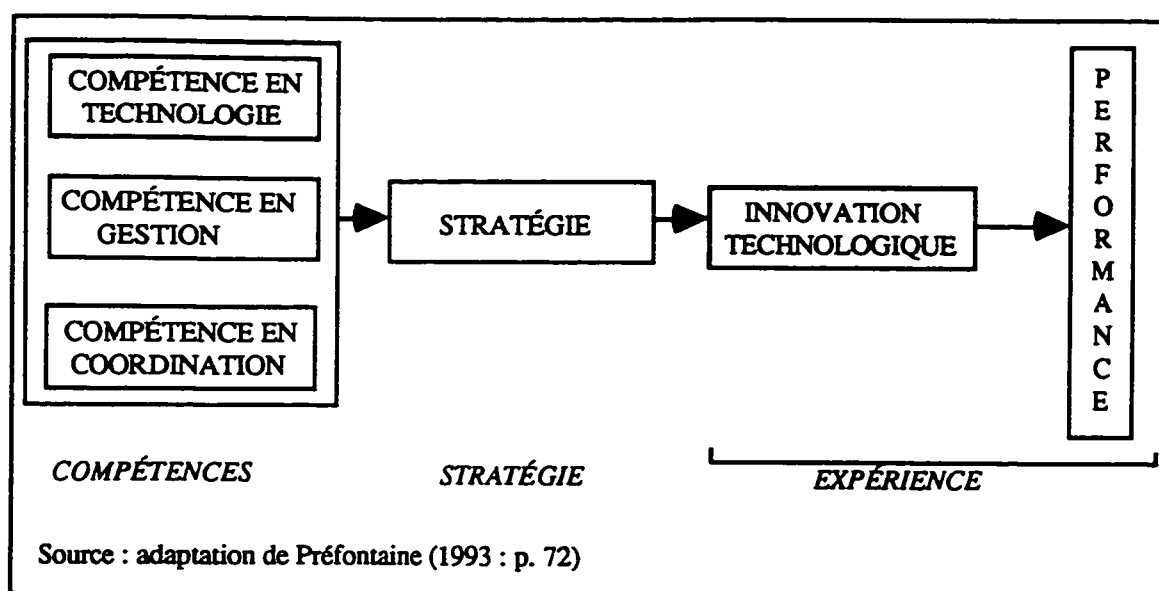 COMPÉTENCE EN
TECHNOLOGIE
COMPÉTENCE EN
GESTION
COMPÉTENCE EN
COORDINATION
STRATÉGIE
INNOVATION
TECHNOLOGIQUE
PERFORMANCE
COMPÉTENCES
STRATÉGIE
EXPÉRIENCE
Source : adaptation de Préfontaine (1993 : p. 72)